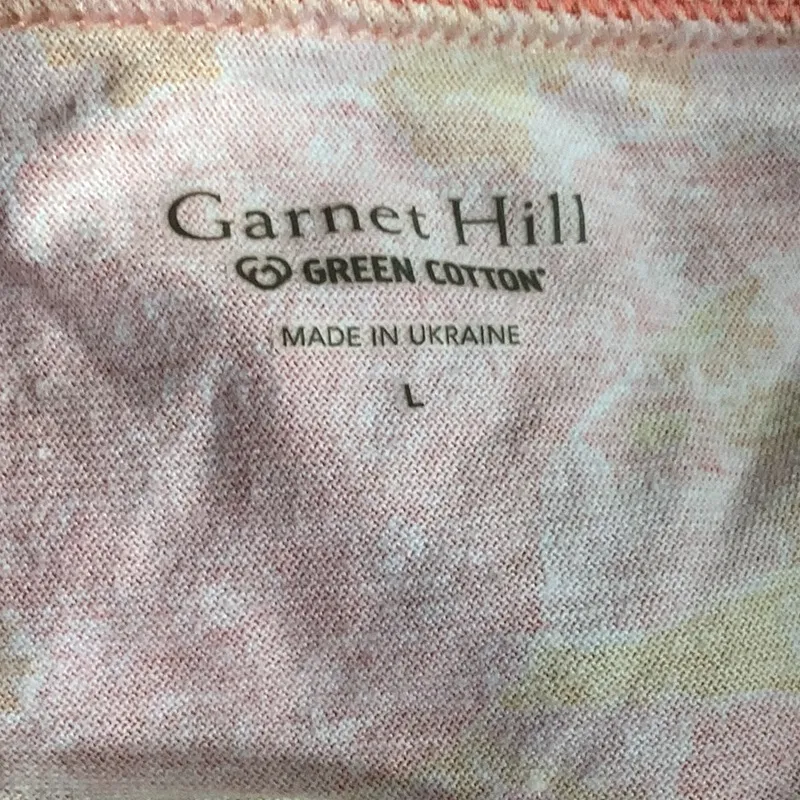 Garnet Hill
GREEN COTTON®
MADE IN UKRAINE
L